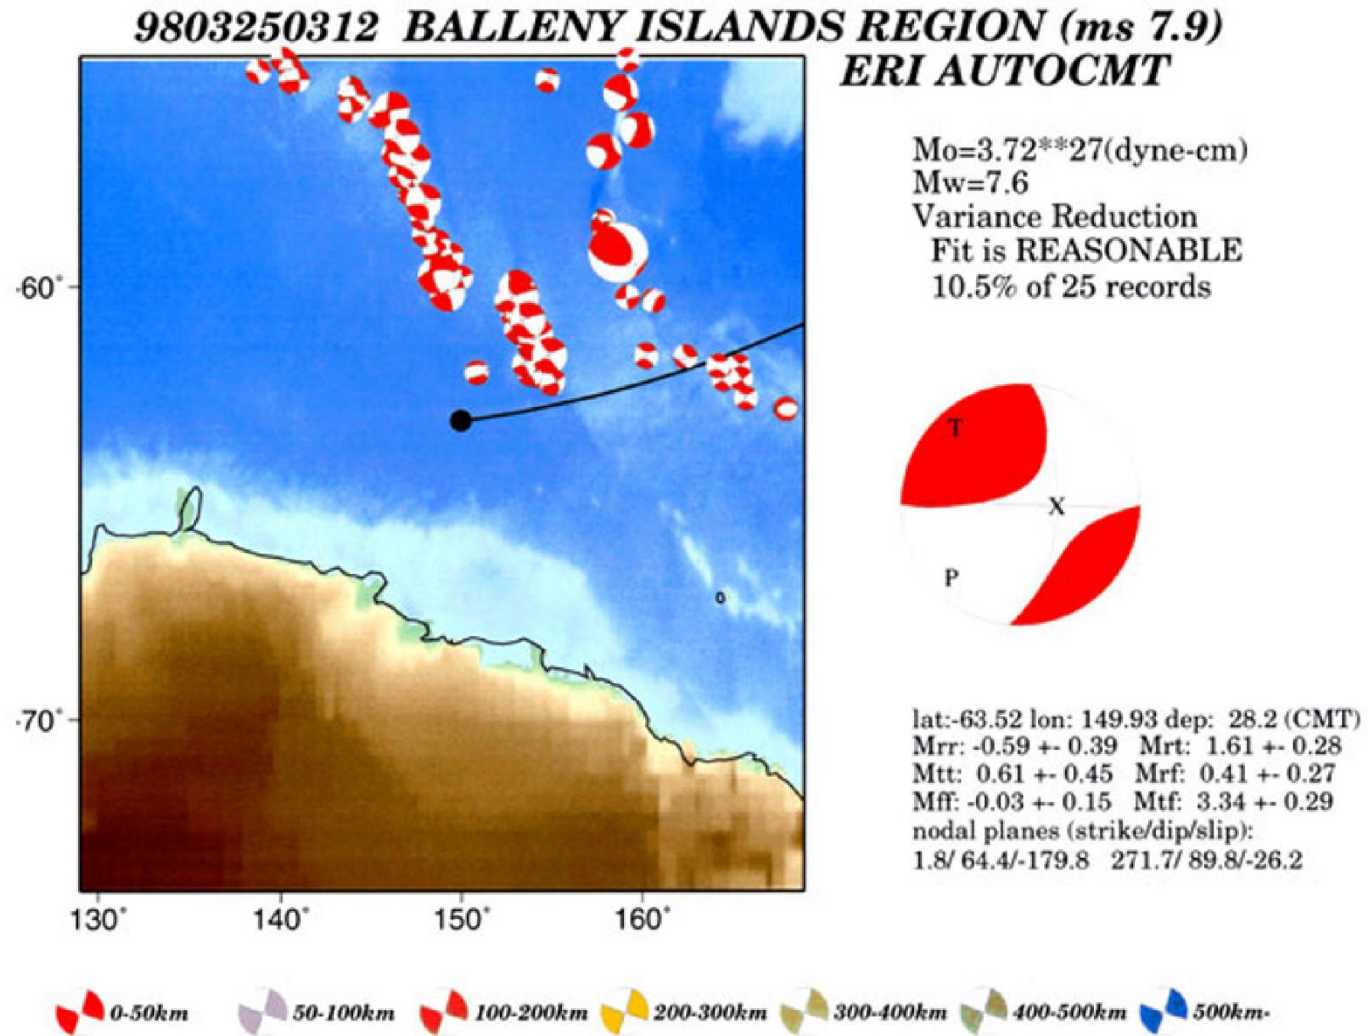 9803250312 BALLENY ISLANDS REGION (ms 7.9)
ERI AUTOCMT
Mo=3.72**27(dyne-cm)
Mw=7.6
Variance Reduction
Fit is REASONABLE
10.5% of 25 records
-60°
T
X
P
-70°
lat:-63.52 lon: 149.93 dep: 28.2 (CMT)
Mrr: -0.59 +- 0.39 Mrt: 1.61 +- 0.28
Mtt: 0.61 +- 0.45 Mrf: 0.41 +- 0.27
Mff: -0.03 +- 0.15 Mtf: 3.34 +- 0.29
nodal planes (strike/dip/slip):
1.8/ 64.4/-179.8 271.7/ 89.8/-26.2
130° 140° 150° 160°
0-50km 50-100km 100-200km 200-300km 300-400km 400-500km 500km-